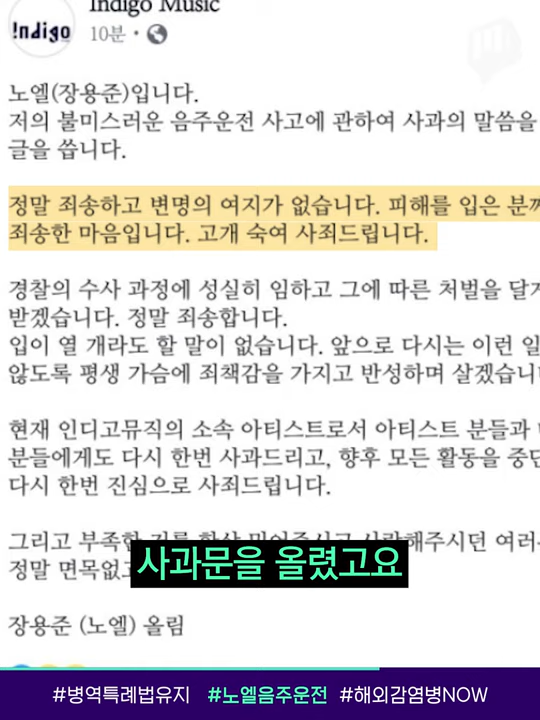 Indigo Music
!ndigo
10분
노엘(장용준)입니다.
저의 불미스러운 음주운전 사고에 관하여 사과의 말씀을
글을 씁니다.
정말 죄송하고 변명의 여지가 없습니다. 피해를 입은 분께
죄송한 마음입니다. 고개 숙여 사죄드립니다.
경찰의 수사 과정에 성실히 임하고 그에 따른 처벌을 달게
받겠습니다. 정말 죄송합니다.
입이 열 개라도 할 말이 없습니다. 앞으로 다시는 이런 일
않도록 평생 가슴에 죄책감을 가지고 반성하며 살겠습니다
현재 인디고뮤직의 소속 아티스트로서 아티스트 분들과
분들에게도 다시 한번 사과드리고, 향후 모든 활동을 중단
다시 한번 진심으로 사죄드립니다.
그리고 부족한
정말 면목없
사과문을 올렸고요
장용준 (노엘) 올림
#병역특례법유지 #노엘음주운전 #해외감염병NOW